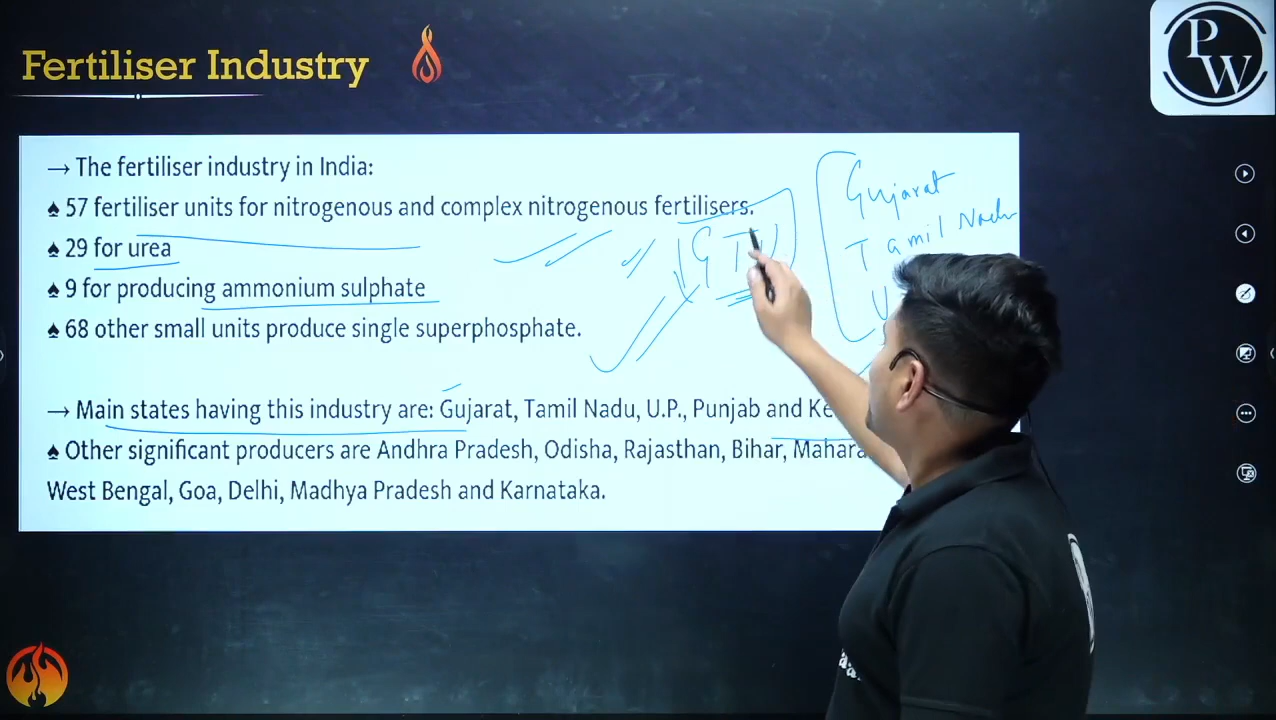 Fertiliser Industry
PW
→ The fertiliser industry in India:
♠ 57 fertiliser units for nitrogenous and complex nitrogenous fertilisers.
♠ 29 for urea
♠ 9 for producing ammonium sulphate
♠ 68 other small units produce single superphosphate.
GTU
Gujarat
Tamil Nadu
U
→ Main states having this industry are: Gujarat, Tamil Nadu, U.P., Punjab and Ke
♠ Other significant producers are Andhra Pradesh, Odisha, Rajasthan, Bihar, Mahara
West Bengal, Goa, Delhi, Madhya Pradesh and Karnataka.